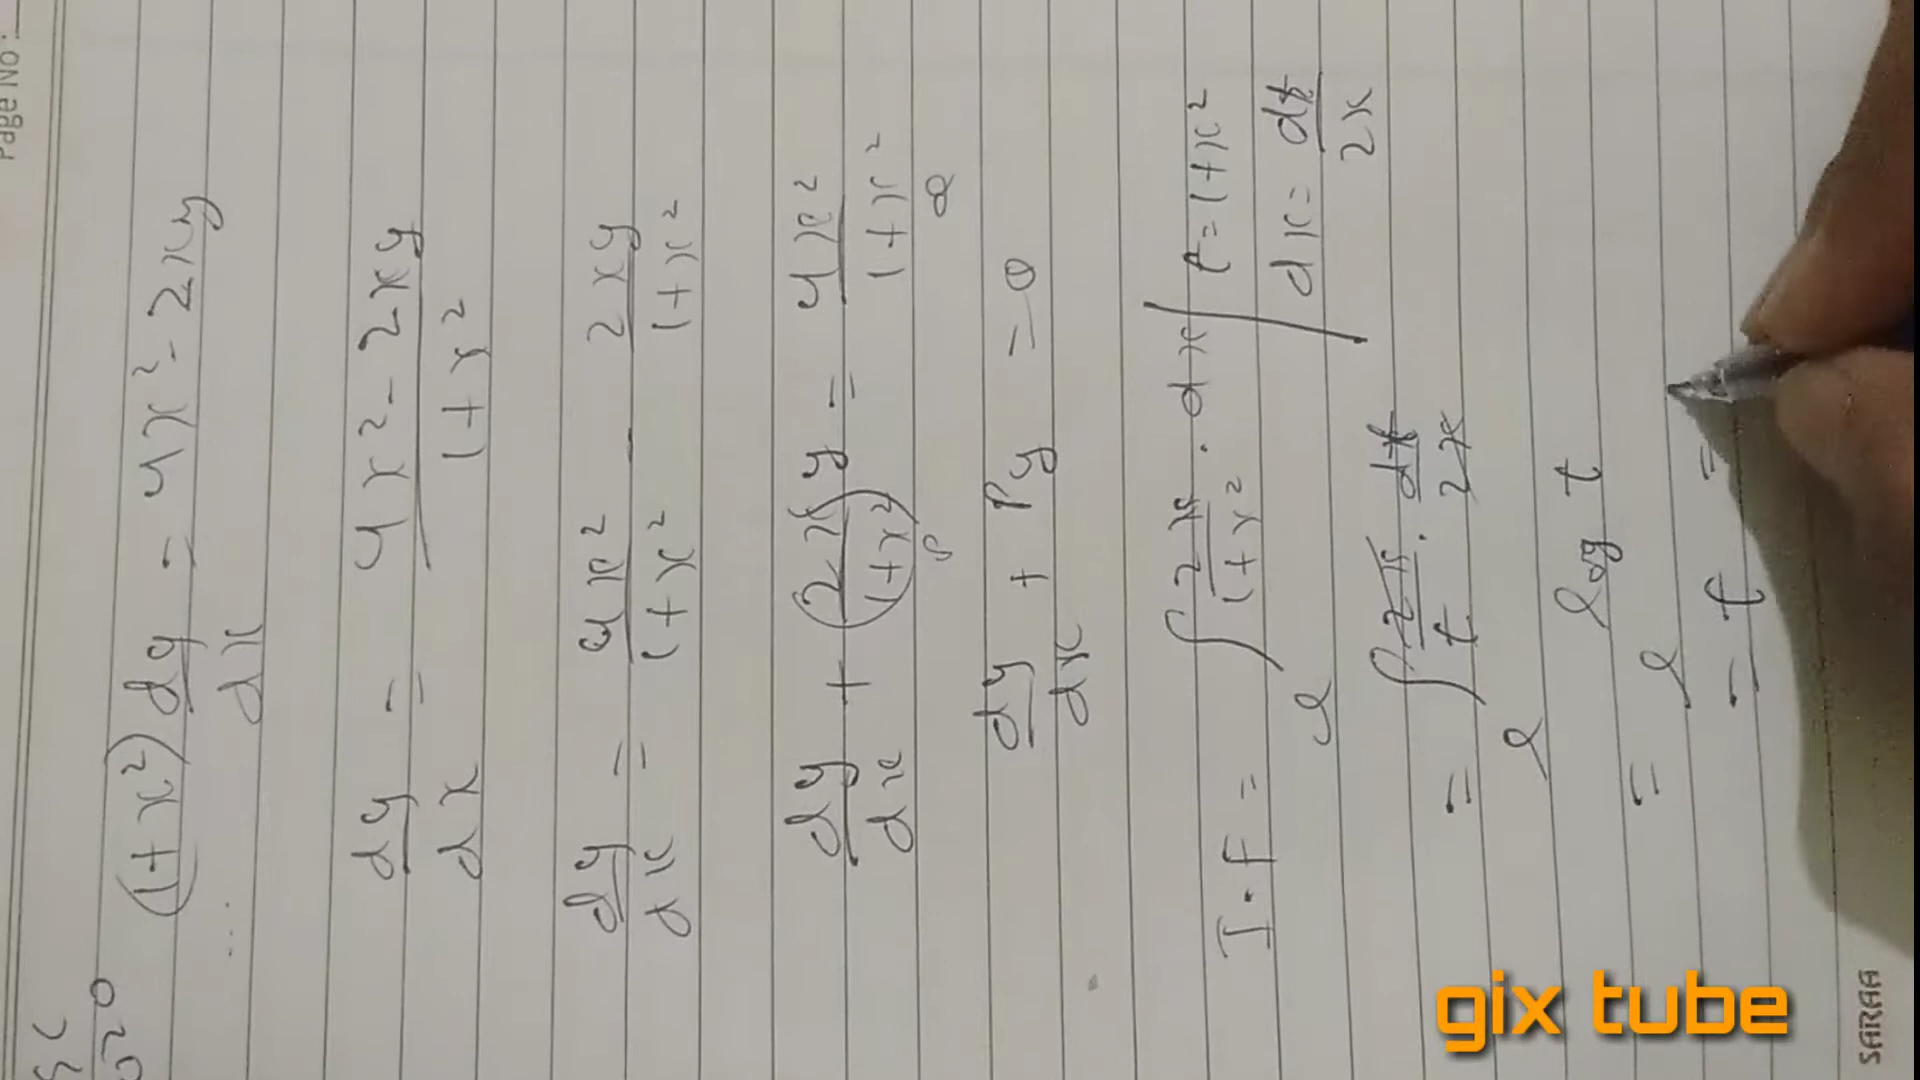 Page No:
(1+x²) dy/dx = 4x² - 2xy
...
dy/dx = 4x² - 2xy / 1+x²
dy/dx = 4x²/1+x² - 2xy/1+x²
dy/dx + (2x/1+x²) y = 4x²/1+x²
P Q
dy/dx + Py = Q
I.F = e^∫ 2x/1+x² . dx t = 1+x²
dx = dt/2x
= e^∫ 2x/t . dt/2x
= e^log t
= t =
SARAA
gix tube